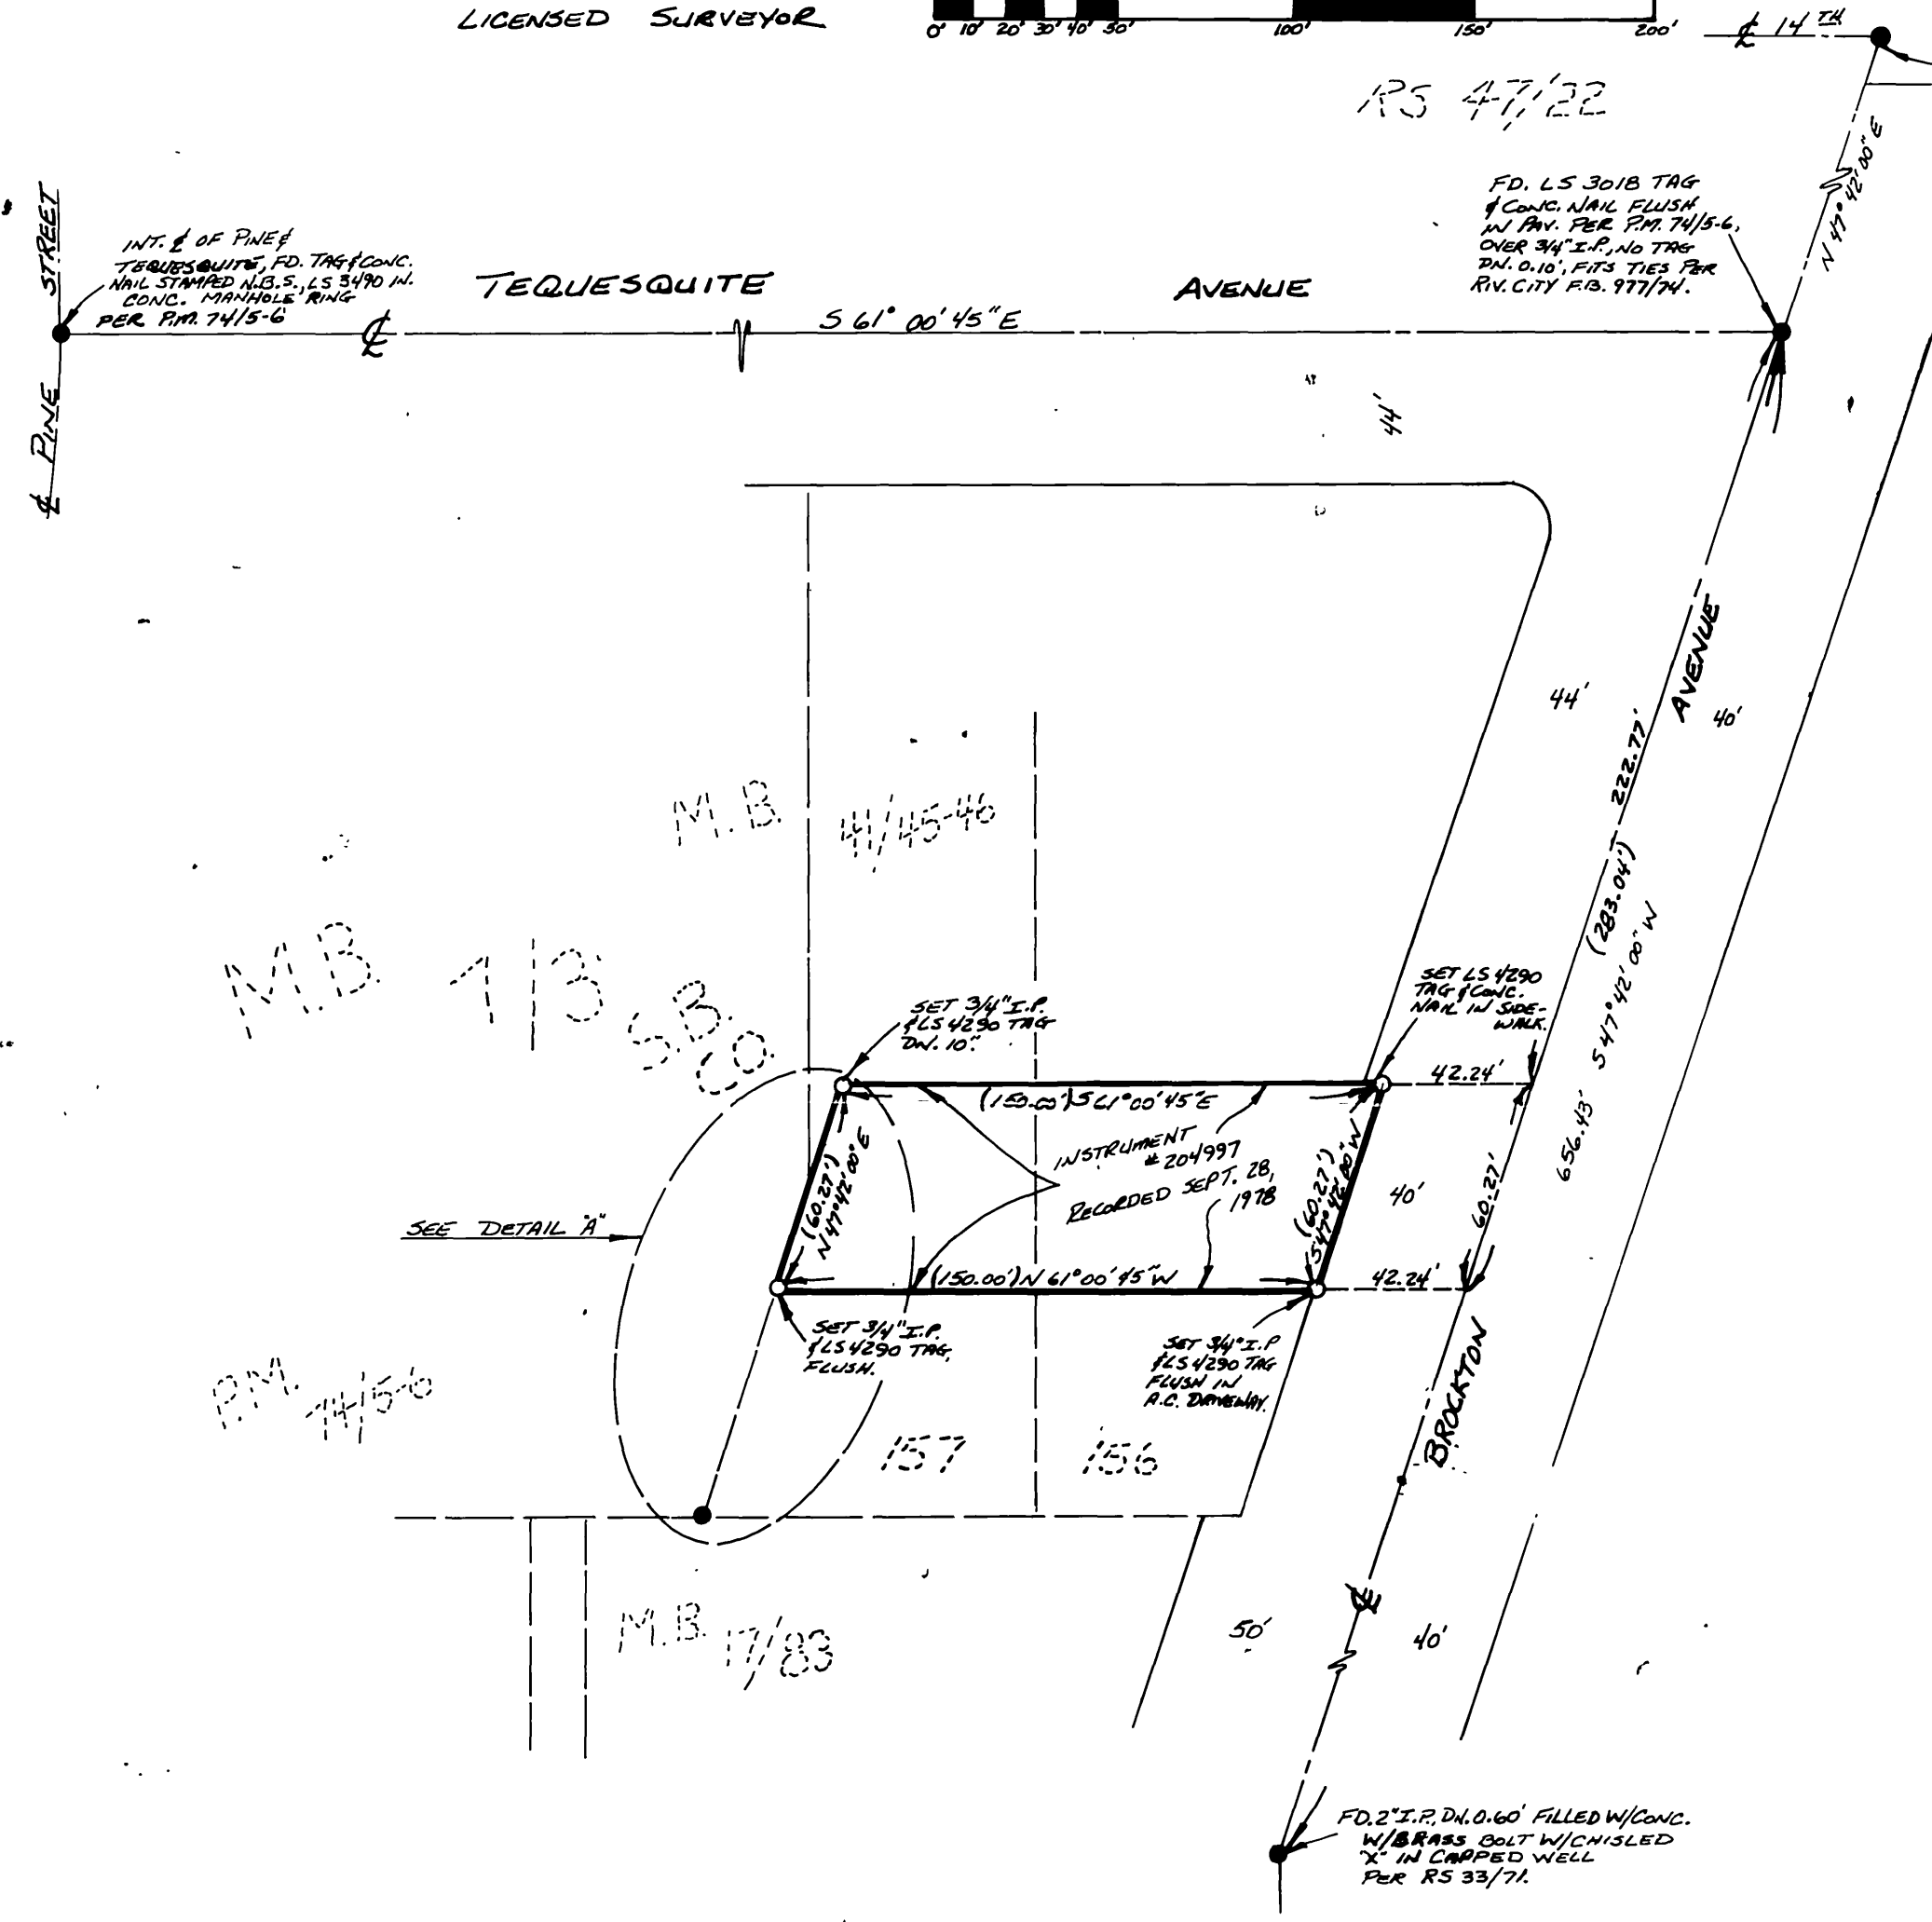 LICENSED SURVEYOR
0' 10' 20' 30' 40' 50' 100' 150' 200'
℄ 14TH
RS 47/22
N 47° 42' 00" E
FD. LS 3018 TAG
& CONC. NAIL FLUSH
IN PAV. PER P.M. 74/5-6,
OVER 3/4" I.P., NO TAG
DN. 0.10', FITS TIES PER
RIV. CITY F.B. 977/74.
STREET
INT. ℄ OF PINE &
TEQUESQUITE, FD. TAG & CONC.
NAIL STAMPED N.B.S., LS 3490 IN.
CONC. MANHOLE RING
PER P.M. 74/5-6
TEQUESQUITE AVENUE
S 61° 00' 45" E
℄
℄ PINE
44'
AVENUE
44'
40'
222.77'
(283.04')
656.43' S 47° 42' 00" W
M.B. 41/45-46
M.B. 7/3 S.B. CO.
SET 3/4" I.P.
& LS 4290 TAG
DN. 10".
SET LS 4290
TAG & CONC.
NAIL IN SIDE-
WALK.
42.24'
(150.00') S 61° 00' 45" E
INSTRUMENT
# 204997
RECORDED SEPT. 28,
1978
(60.27')
N 47° 42' 00" E
(60.27')
S 47° 42' 00" W
40'
60.27'
SEE DETAIL "A"
(150.00') N 61° 00' 45" W
42.24'
SET 3/4" I.P.
& LS 4290 TAG,
FLUSH.
SET 3/4" I.P
& LS 4290 TAG
FLUSH IN
A.C. DRIVEWAY.
P.M. 74/5-6
BROCKTON
157
156
M.B. 17/83
50'
℄
40'
FD. 2" I.P., DN. 0.60' FILLED W/CONC.
W/BRASS BOLT W/CHISLED
"X" IN CAPPED WELL
PER RS 33/71.